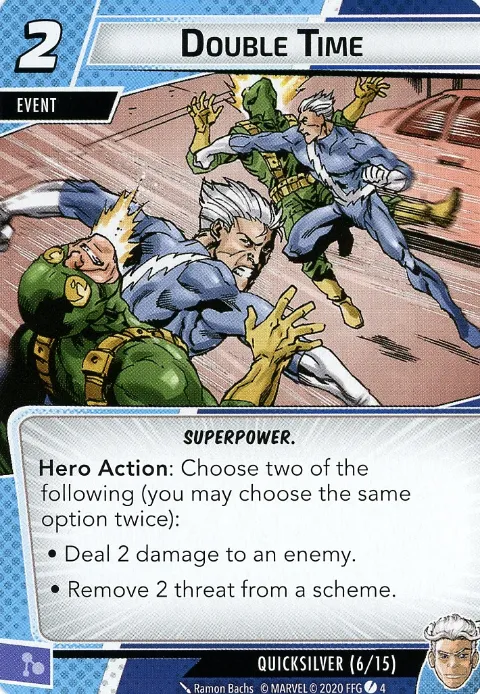 2
DOUBLE TIME
EVENT
SUPERPOWER.
Hero Action: Choose two of the
following (you may choose the same
option twice):
• Deal 2 damage to an enemy.
• Remove 2 threat from a scheme.
QUICKSILVER (6/15)
Ramon Bachs © MARVEL © 2020 FFG 4